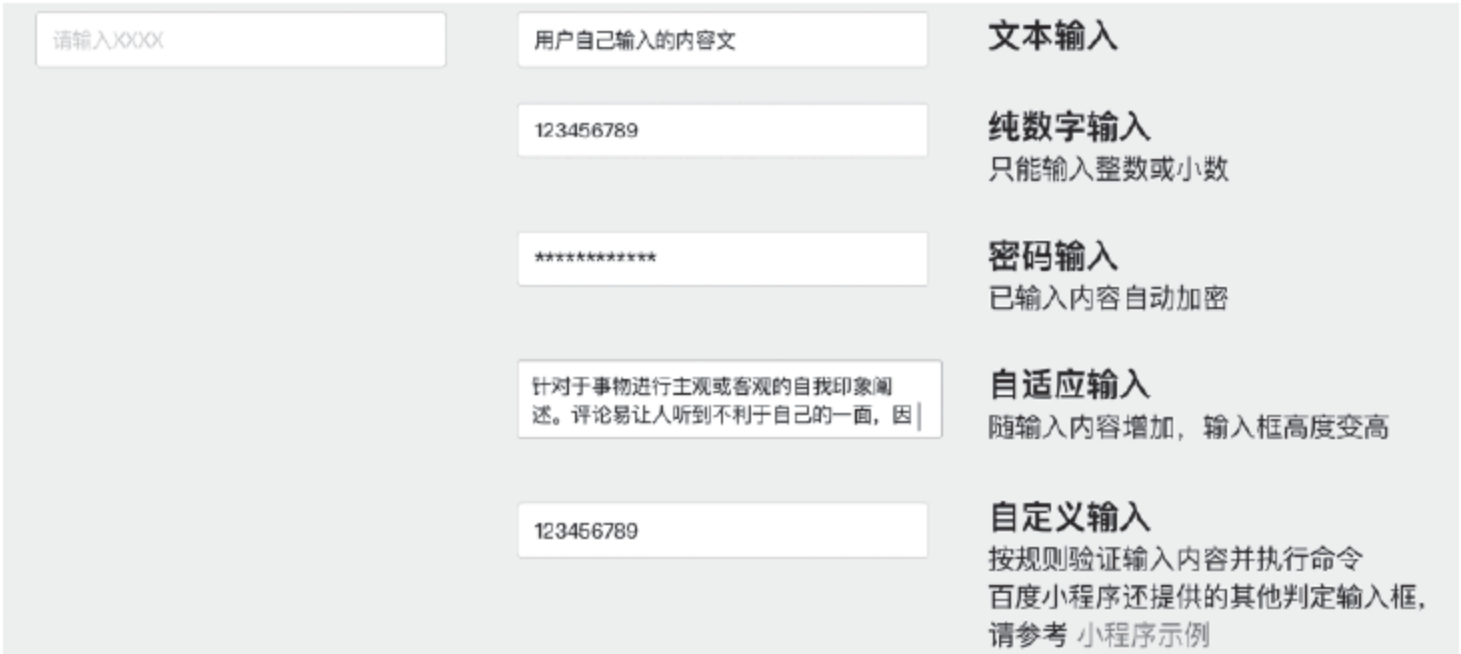 请输入XXXX
用户自己输入的内容文
文本输入
123456789
纯数字输入
只能输入整数或小数
************
密码输入
已输入内容自动加密
针对于事物进行主观或客观的自我印象阐
述。评论易让人听到不利于自己的一面，因
自适应输入
随输入内容增加，输入框高度变高
123456789
自定义输入
按规则验证输入内容并执行命令
百度小程序还提供的其他判定输入框，
请参考 小程序示例